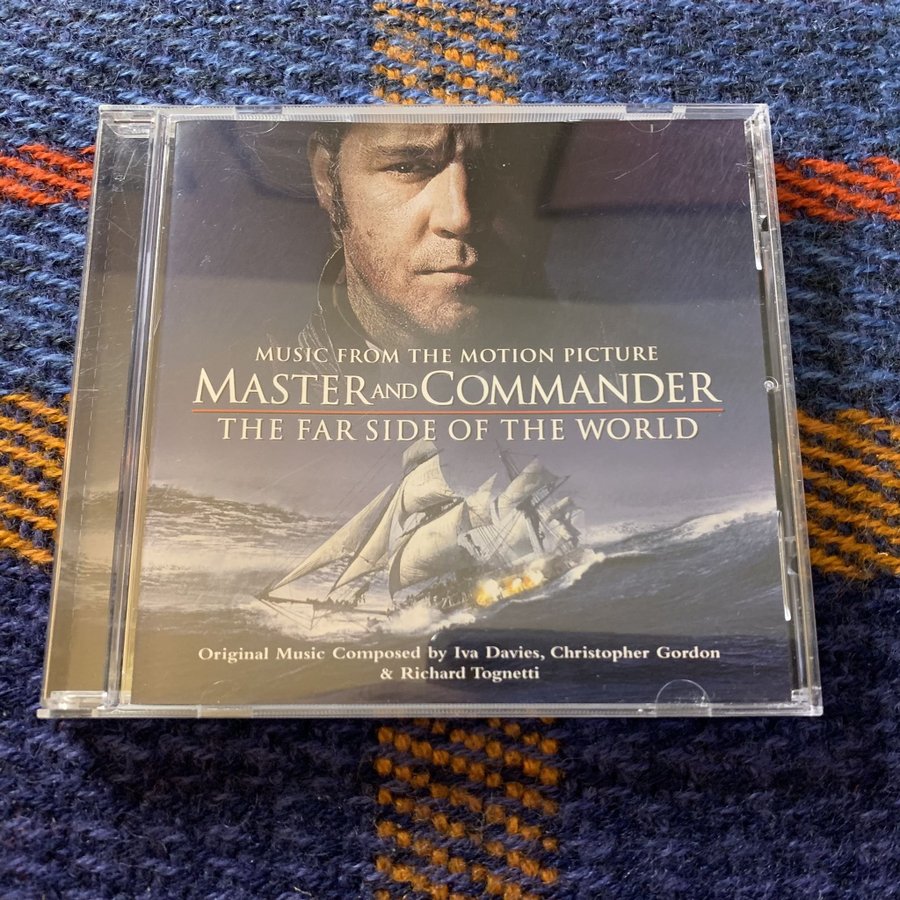 MUSIC FROM THE MOTION PICTURE
MASTER AND COMMANDER
THE FAR SIDE OF THE WORLD
Original Music Composed by Iva Davies, Christopher Gordon
& Richard Tognetti